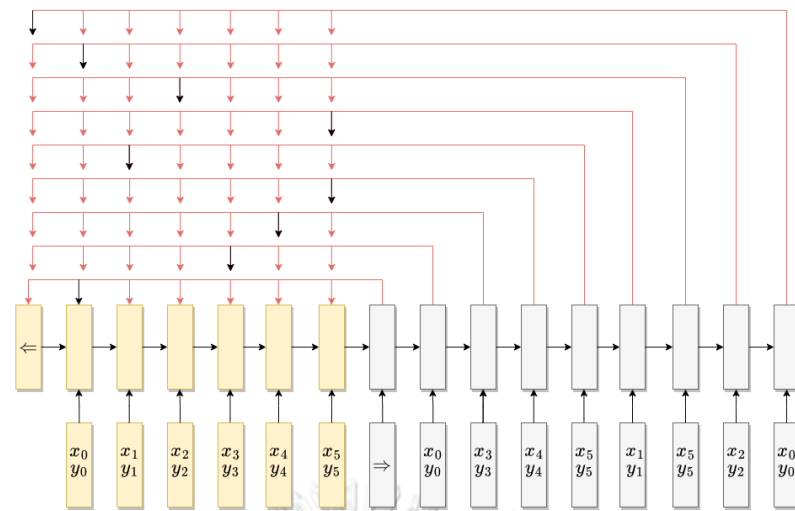 ⇐
x₀ x₁ x₂ x₃ x₄ x₅ ⇒ x₀ x₃ x₄ x₅ x₁ x₅ x₂ x₀
y₀ y₁ y₂ y₃ y₄ y₅ y₀ y₃ y₄ y₅ y₁ y₅ y₂ y₀